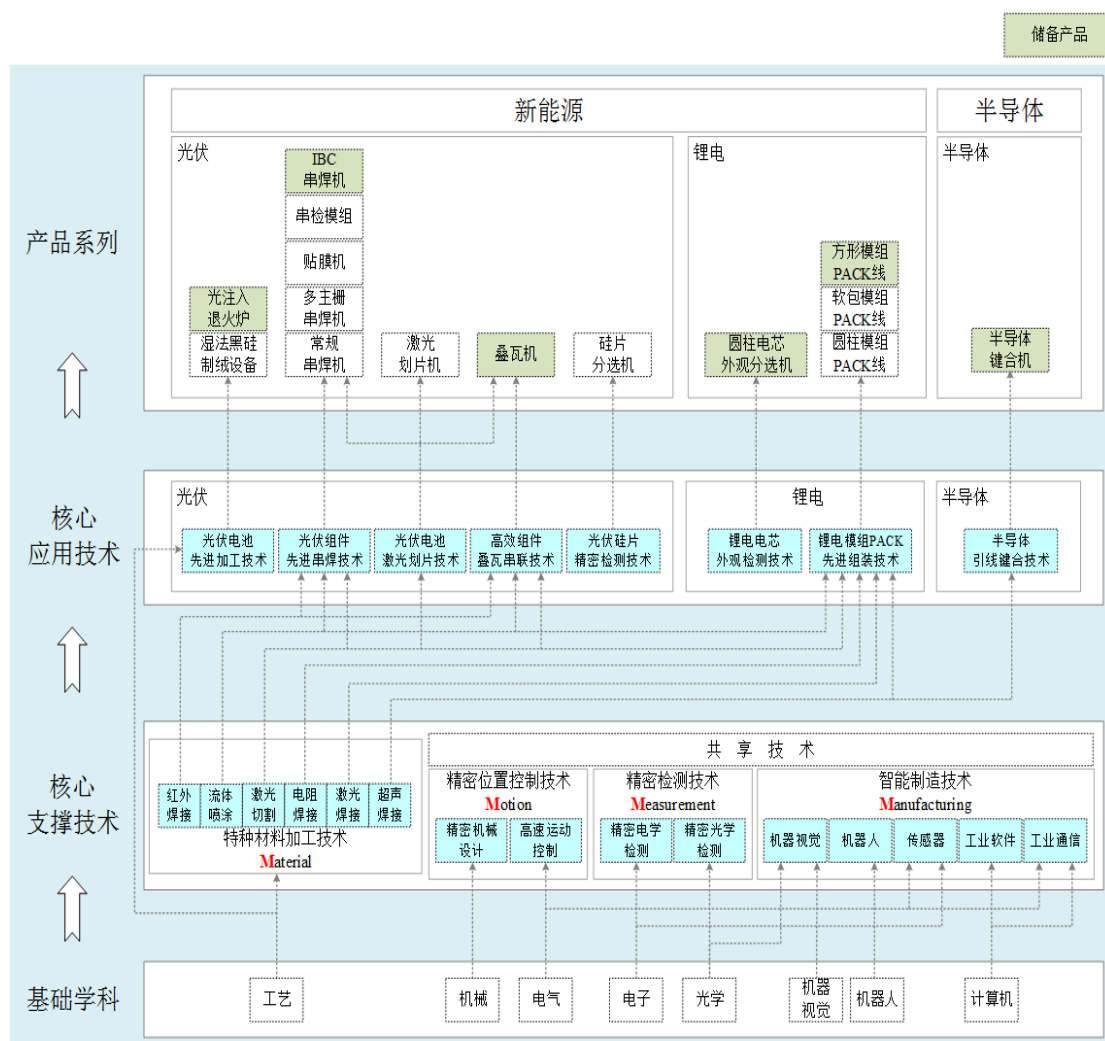 储备产品
新能源
半导体
产品系列
光伏
IBC
串焊机
串检模组
贴膜机
光注入
退火炉
多主栅
串焊机
湿法黑硅
制绒设备
常规
串焊机
激光
划片机
叠瓦机
硅片
分选机
锂电
方形模组
PACK线
软包模组
PACK线
圆柱电芯
外观分选机
圆柱模组
PACK线
半导体
半导体
键合机
核心
应用技术
光伏
光伏电池
先进加工技术
光伏组件
先进串焊技术
光伏电池
激光划片技术
高效组件
叠瓦串联技术
光伏硅片
精密检测技术
锂电
锂电电芯
外观检测技术
锂电模组PACK
先进组装技术
半导体
半导体
引线键合技术
核心
支撑技术
红外
焊接
流体
喷涂
激光
切割
电阻
焊接
激光
焊接
超声
焊接
特种材料加工技术
Material
共享技术
精密位置控制技术
Motion
精密机械
设计
高速运动
控制
精密检测技术
Measurement
精密电学
检测
精密光学
检测
智能制造技术
Manufacturing
机器视觉
机器人
传感器
工业软件
工业通信
基础学科
工艺
机械
电气
电子
光学
机器
视觉
机器人
计算机